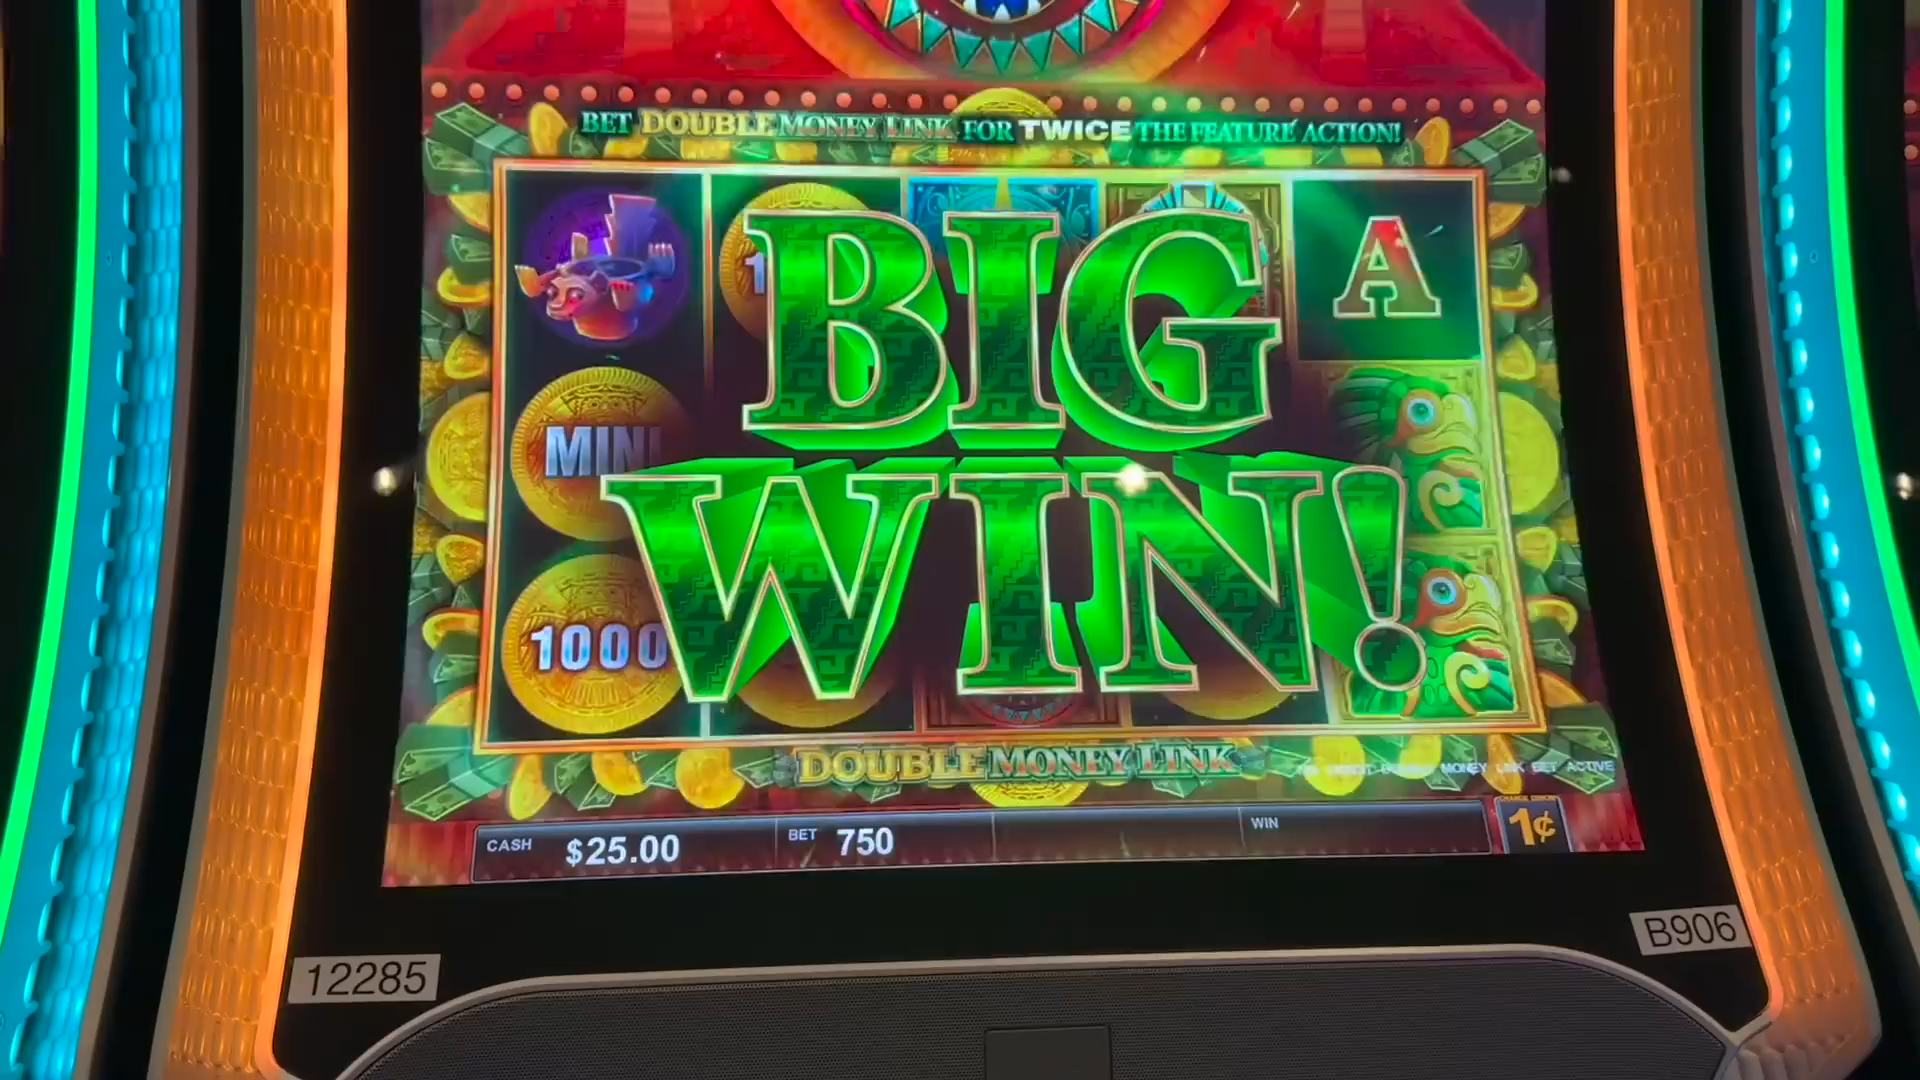 BET DOUBLE MONEY LINK FOR TWICE THE FEATURE ACTION!
A
BIG
MINI
WIN!
1000
DOUBLE MONEY LINK
MONEY LINK BET ACTIVE
CASH $25.00 BET 750 WIN 1¢
12285
B906